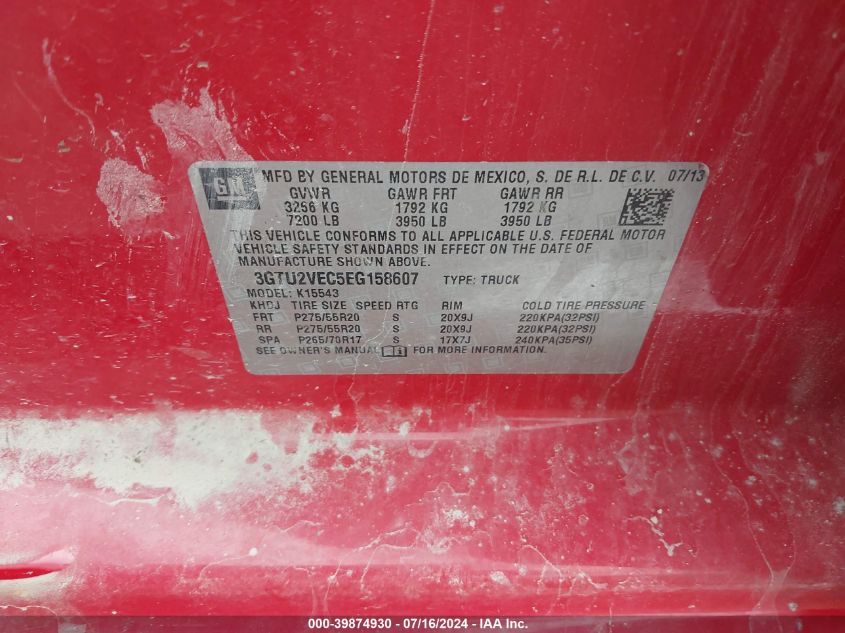 GM
MFD BY GENERAL MOTORS DE MEXICO, S. DE R.L. DE C.V. 07/13
GVWR GAWR FRT GAWR RR
3266 KG 1792 KG 1792 KG
7200 LB 3950 LB 3950 LB
THIS VEHICLE CONFORMS TO ALL APPLICABLE U.S. FEDERAL MOTOR
VEHICLE SAFETY STANDARDS IN EFFECT ON THE DATE OF
MANUFACTURE SHOWN ABOVE.
3GTU2VEC5EG158607 TYPE: TRUCK
MODEL: K15543
KHDJ TIRE SIZE SPEED RTG RIM COLD TIRE PRESSURE
FRT P275/55R20 S 20X9J 220KPA(32PSI)
RR P275/55R20 S 20X9J 220KPA(32PSI)
SPA P265/70R17 S 17X7J 240KPA(35PSI)
SEE OWNER'S MANUAL FOR MORE INFORMATION.
000-39874930 - 07/16/2024 - IAA Inc.